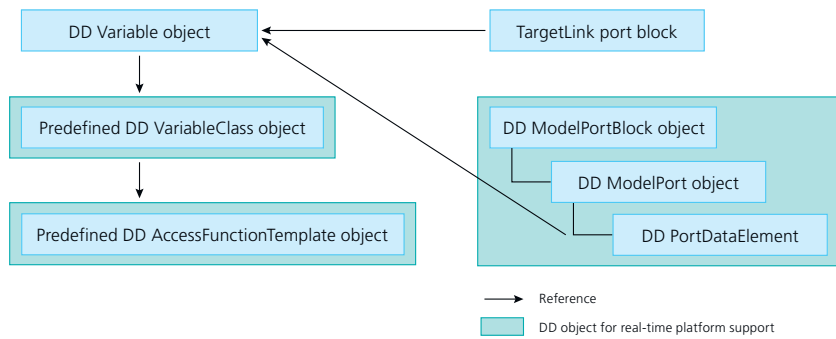 DD Variable object
TargetLink port block
Predefined DD VariableClass object
DD ModelPortBlock object
DD ModelPort object
Predefined DD AccessFunctionTemplate object
DD PortDataElement
Reference
DD object for real-time platform support